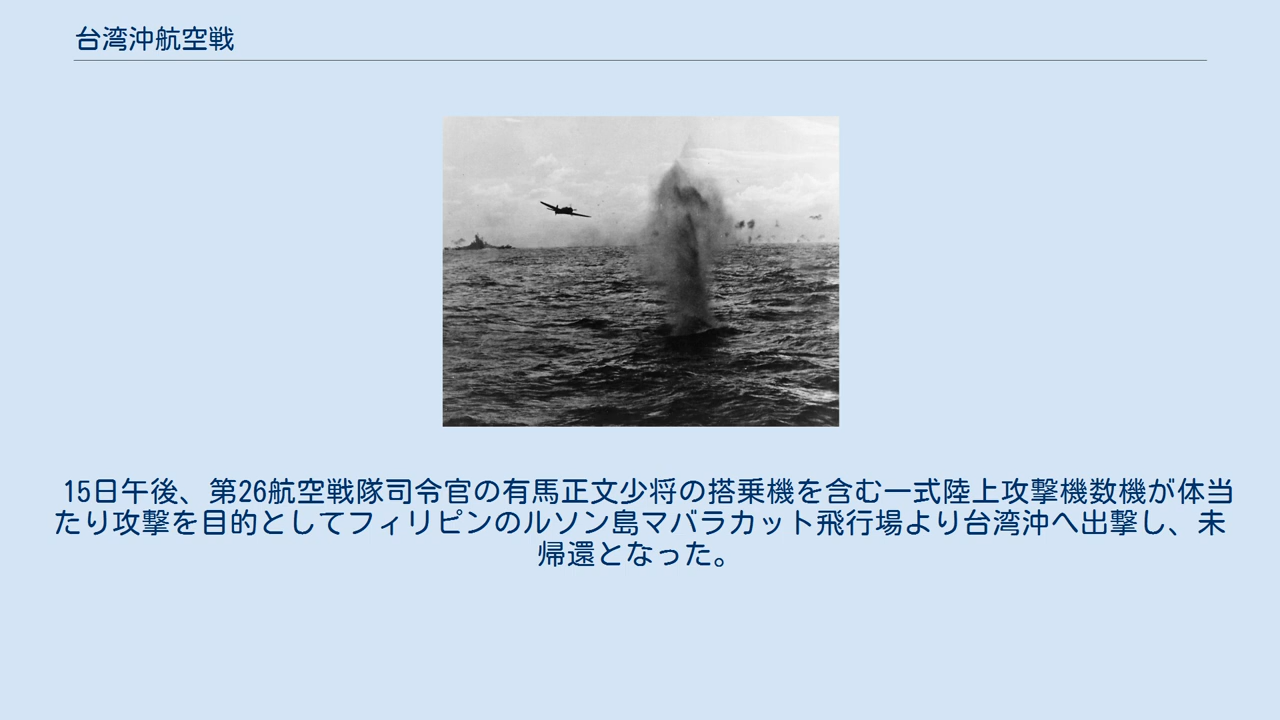 台湾沖航空戦
15日午後、第26航空戦隊司令官の有馬正文少将の搭乗機を含む一式陸上攻撃機数機が体当
たり攻撃を目的としてフィリピンのルソン島マバラカット飛行場より台湾沖へ出撃し、未
帰還となった。